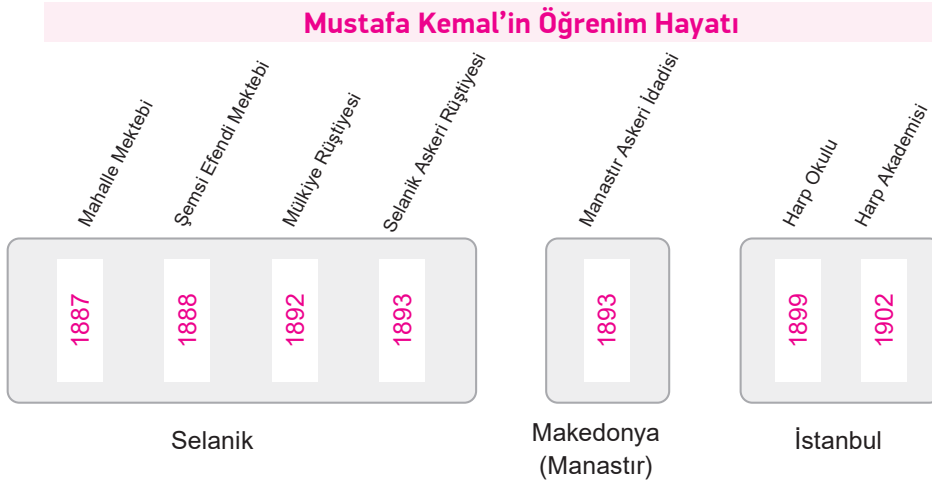 Mustafa Kemal’in Öğrenim Hayatı
Mahalle Mektebi
Şemsi Efendi Mektebi
Mülkiye Rüştiyesi
Selanik Askeri Rüştiyesi
Manastır Askeri İdadisi
Harp Okulu
Harp Akademisi
1887
1888
1892
1893
1893
1899
1902
Selanik
Makedonya
(Manastır)
İstanbul